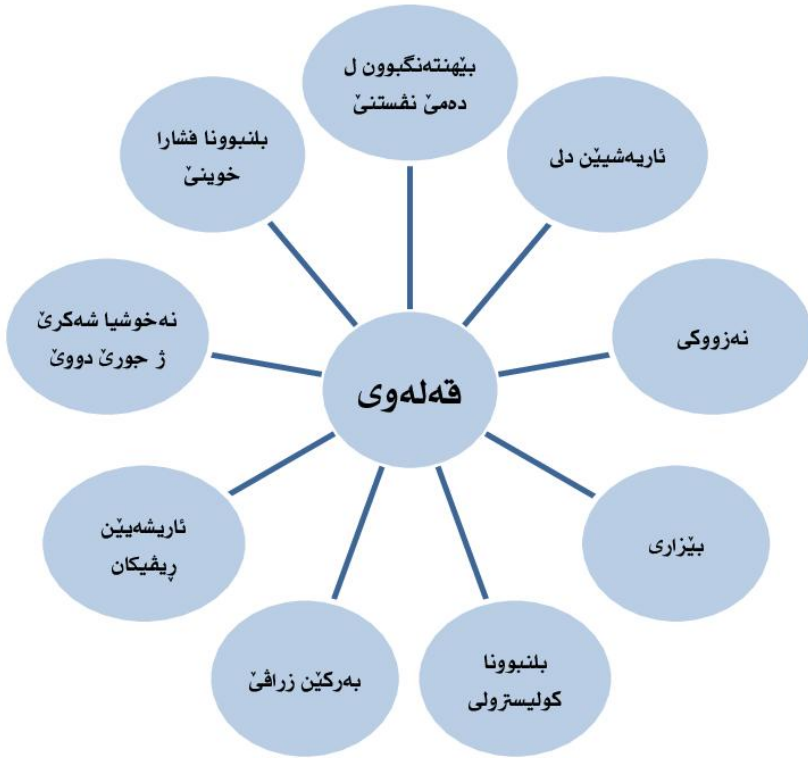 بێهنتەنگبوون ل
دەمێ نڤستنێ
ئاریەشیێن دلی
نەزووکی
بێزاری
بلنبوونا
کولیسترولی
بەرکێن زراڤێ
ئاریشەیێن
ڕیڤیکان
نەخوشیا شەکرێ
ژ جورێ دووێ
بلنبوونا فشارا
خوینێ
قەلەوی